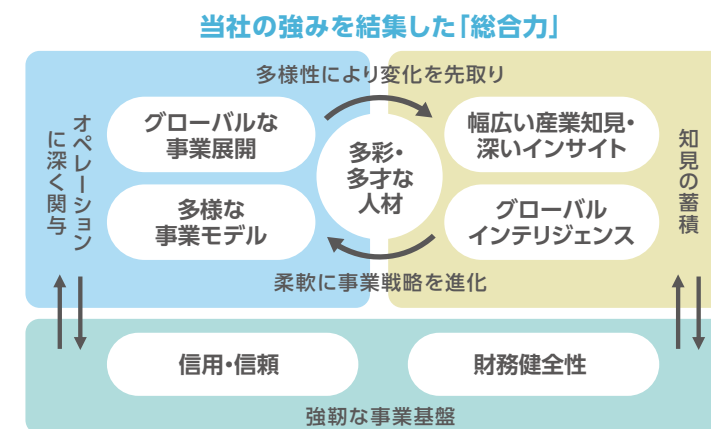 当社の強みを結集した「総合力」
多様性により変化を先取り
オペレーション
に深く関与
グローバルな
事業展開
多様な
事業モデル
多彩・
多才な
人材
幅広い産業知見・
深いインサイト
グローバル
インテリジェンス
知見の蓄積
柔軟に事業戦略を進化
信用・信頼
財務健全性
強靭な事業基盤